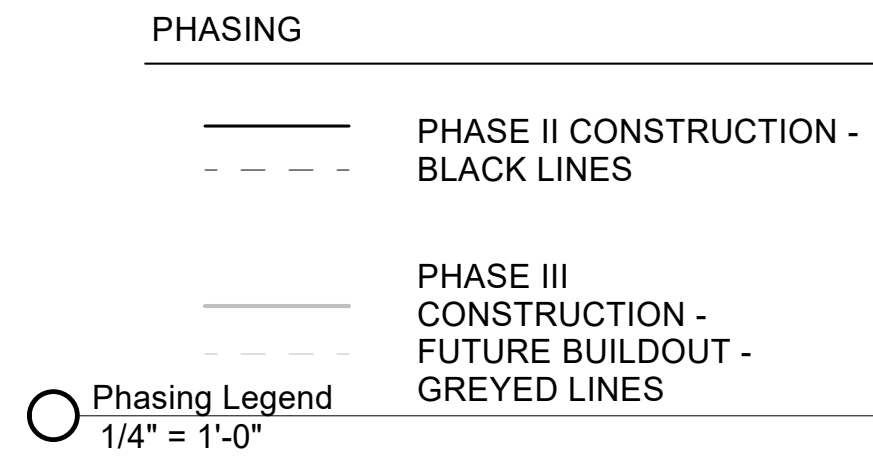 PHASING
PHASE II CONSTRUCTION -
BLACK LINES
PHASE III
CONSTRUCTION -
FUTURE BUILDOUT -
GREYED LINES
Phasing Legend
1/4" = 1'-0"